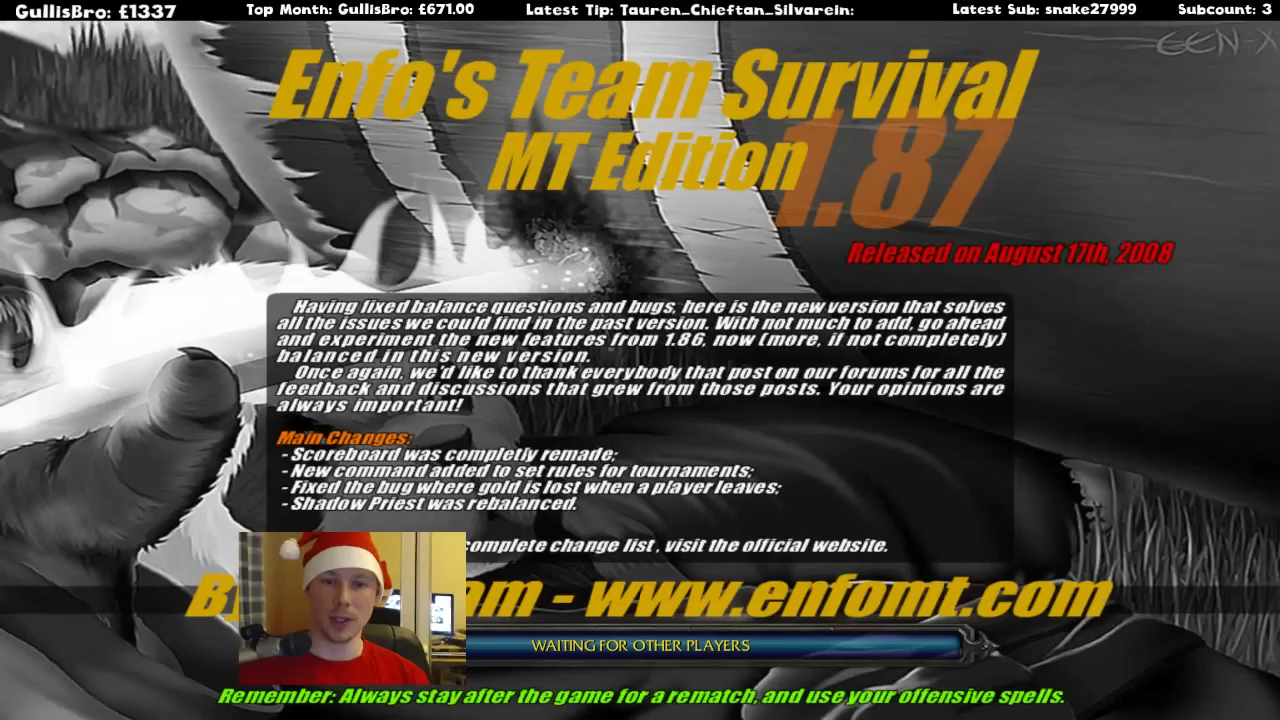 GullisBro: £1337 Top Month: GullisBro: £671.00 Latest Tip: Tauren_Chieftan_Silvarein: Latest Sub: snake27999 Subcount: 3
GEN-X
Enfo's Team Survival
MT Edition
1.87
Released on August 17th, 2008
Having fixed balance questions and bugs, here is the new version that solves
all the issues we could find in the past version. With not much to add, go ahead
and experiment the new features from 1.86, now (more, if not completely)
balanced in this new version.
Once again, we'd like to thank everybody that post on our forums for all the
feedback and discussions that grew from those posts. Your opinions are
always important!
Main Changes:
- Scoreboard was completly remade;
- New command added to set rules for tournaments;
- Fixed the bug where gold is lost when a player leaves;
- Shadow Priest was rebalanced.
complete change list , visit the official website.
- www.enfomt.com
WAITING FOR OTHER PLAYERS
Remember: Always stay after the game for a rematch, and use your offensive spells.